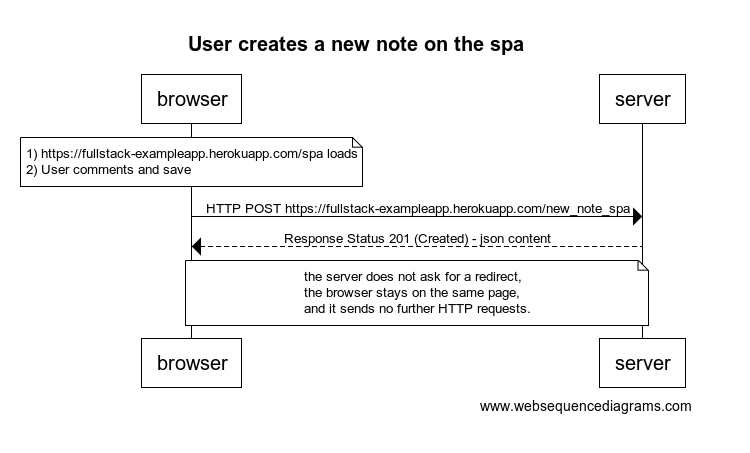 User creates a new note on the spa
browser
server
1) https://fullstack-exampleapp.herokuapp.com/spa loads
2) User comments and save
HTTP POST https://fullstack-exampleapp.herokuapp.com/new_note_spa
Response Status 201 (Created) - json content
the server does not ask for a redirect,
the browser stays on the same page,
and it sends no further HTTP requests.
browser
server
www.websequencediagrams.com